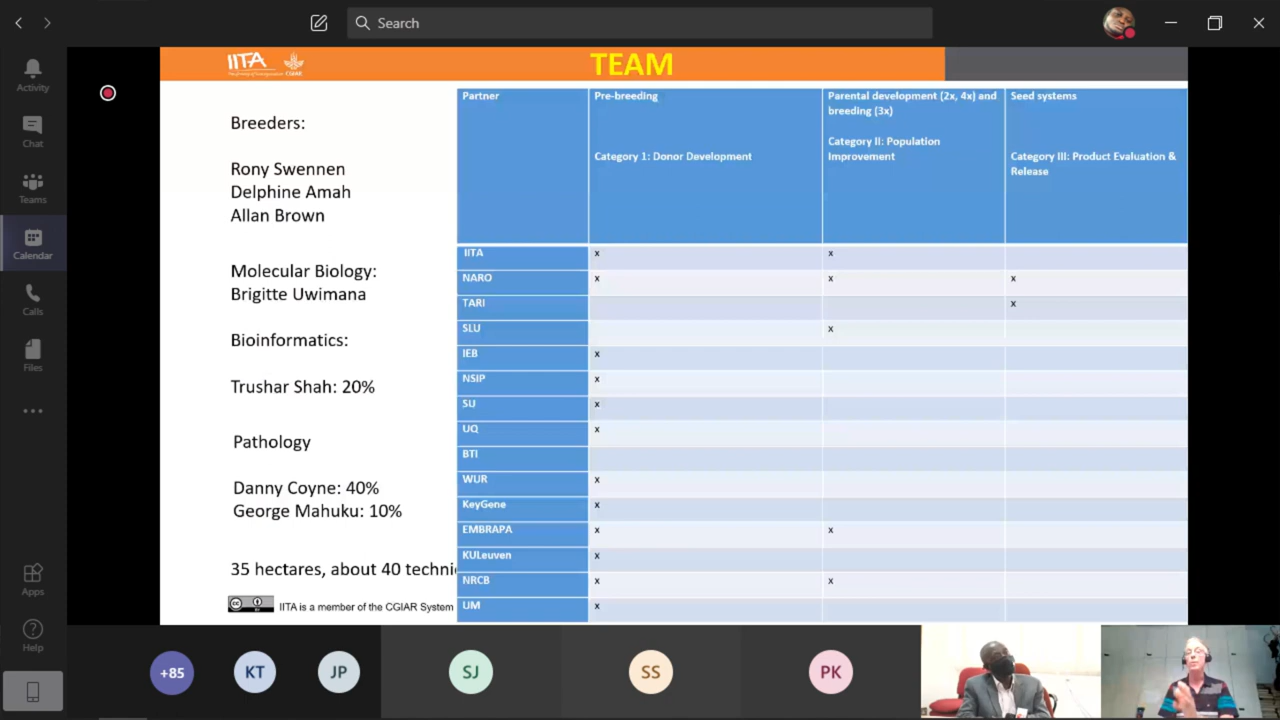 Search
Activity
Chat
Teams
Calendar
Calls
Files
Apps
Help
IITA
CGIAR
TEAM
Breeders:
Rony Swennen
Delphine Amah
Allan Brown
Molecular Biology:
Brigitte Uwimana
Bioinformatics:
Trushar Shah: 20%
Pathology
Danny Coyne: 40%
George Mahuku: 10%
35 hectares, about 40 techni
IITA is a member of the CGIAR System
Partner Pre-breeding Parental development (2x, 4x) and
breeding (3x) Seed systems
Category 1: Donor Development Category II: Population
Improvement Category III: Product Evaluation &
Release
IITA x x
NARO x x x
TARI x
SLU x
IEB x
NSIP x
SU x
UQ x
BTI
WUR x
KeyGene x
EMBRAPA x x
KULeuven x
NRCB x x
UM x
+85 KT JP SJ SS PK